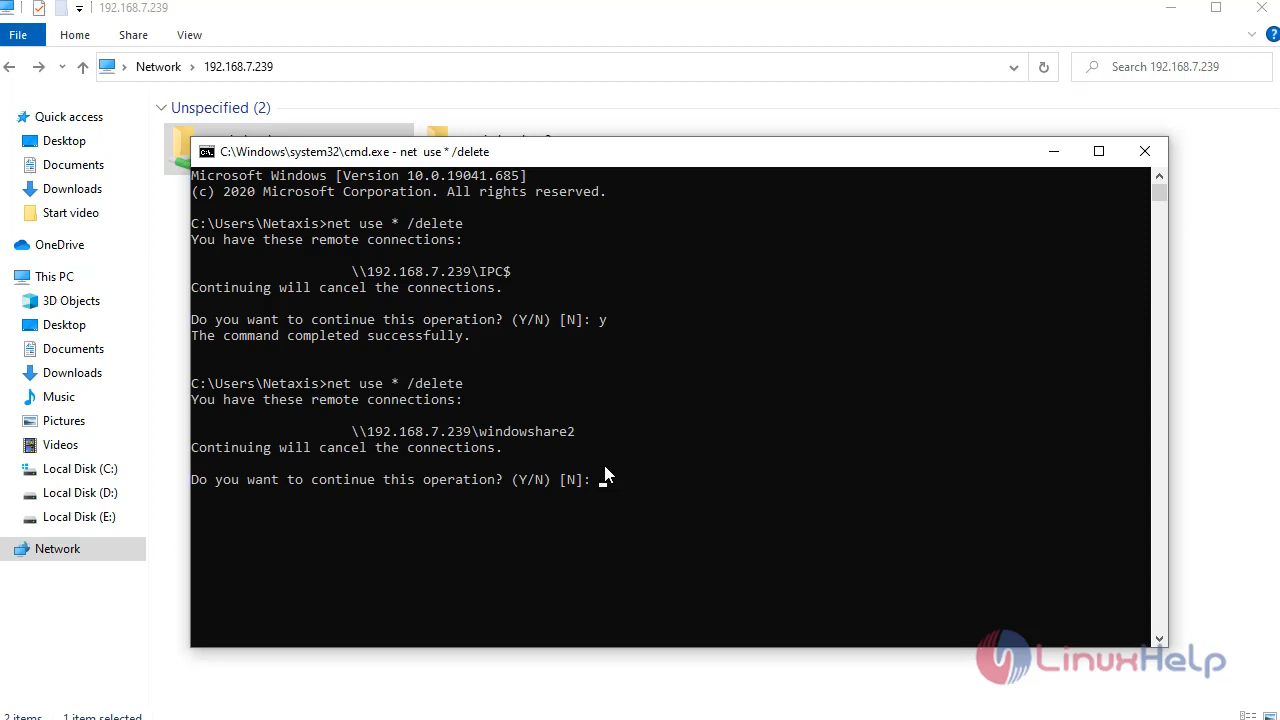 192.168.7.239
File Home Share View
Network 192.168.7.239
Search 192.168.7.239
Quick access
Desktop
Documents
Downloads
Start video
OneDrive
This PC
3D Objects
Desktop
Documents
Downloads
Music
Pictures
Videos
Local Disk (C:)
Local Disk (D:)
Local Disk (E:)
Network
Unspecified (2)
C:\Windows\system32\cmd.exe - net use * /delete
Microsoft Windows [Version 10.0.19041.685]
(c) 2020 Microsoft Corporation. All rights reserved.
C:\Users\Netaxis>net use * /delete
You have these remote connections:
\\192.168.7.239\IPC$
Continuing will cancel the connections.
Do you want to continue this operation? (Y/N) [N]: y
The command completed successfully.
C:\Users\Netaxis>net use * /delete
You have these remote connections:
\\192.168.7.239\windowshare2
Continuing will cancel the connections.
Do you want to continue this operation? (Y/N) [N]:
LinuxHelp
2 items 1 item selected